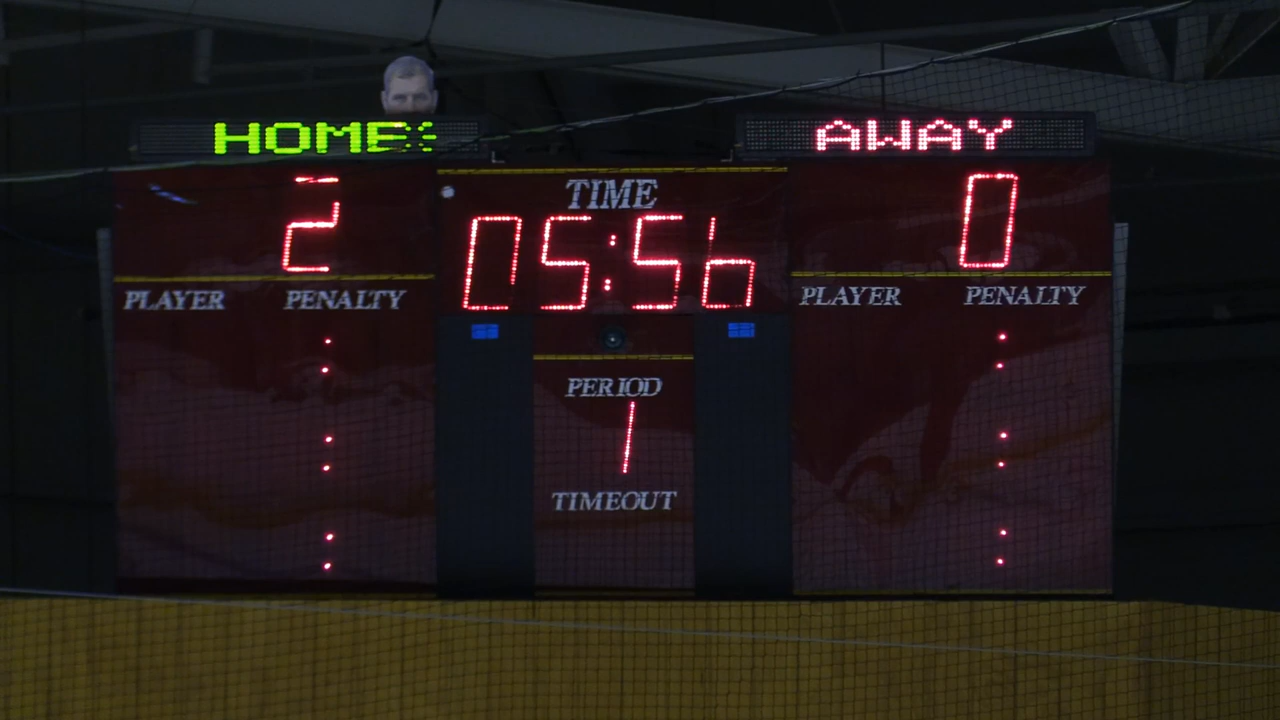 HOME AWAY
2 TIME 0
05:56
PLAYER PENALTY PLAYER PENALTY
: :
PERIOD
1
: :
TIMEOUT
: :